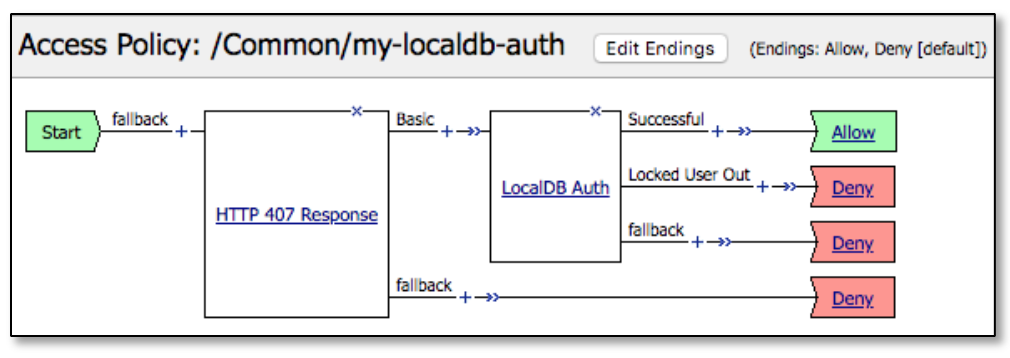 Access Policy: /Common/my-localdb-auth Edit Endings (Endings: Allow, Deny [default])
Start fallback + Basic + Successful + Allow
HTTP 407 Response
LocalDB Auth
Locked User Out + Deny
fallback + Deny
fallback + Deny